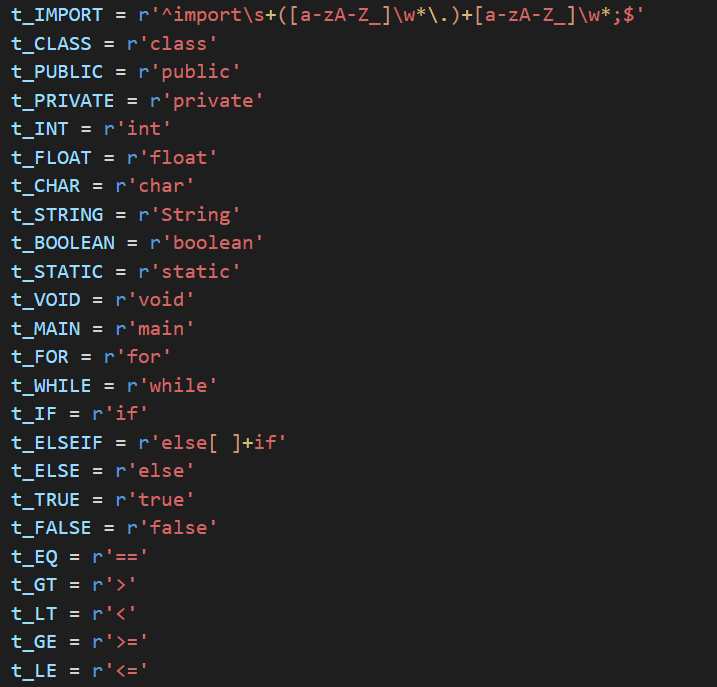 t_IMPORT = r'^import\s+([a-zA-Z_]\w*\.)+[a-zA-Z_]\w*;$'
t_CLASS = r'class'
t_PUBLIC = r'public'
t_PRIVATE = r'private'
t_INT = r'int'
t_FLOAT = r'float'
t_CHAR = r'char'
t_STRING = r'String'
t_BOOLEAN = r'boolean'
t_STATIC = r'static'
t_VOID = r'void'
t_MAIN = r'main'
t_FOR = r'for'
t_WHILE = r'while'
t_IF = r'if'
t_ELSEIF = r'else[ ]+if'
t_ELSE = r'else'
t_TRUE = r'true'
t_FALSE = r'false'
t_EQ = r'=='
t_GT = r'>'
t_LT = r'<'
t_GE = r'>='
t_LE = r'<='